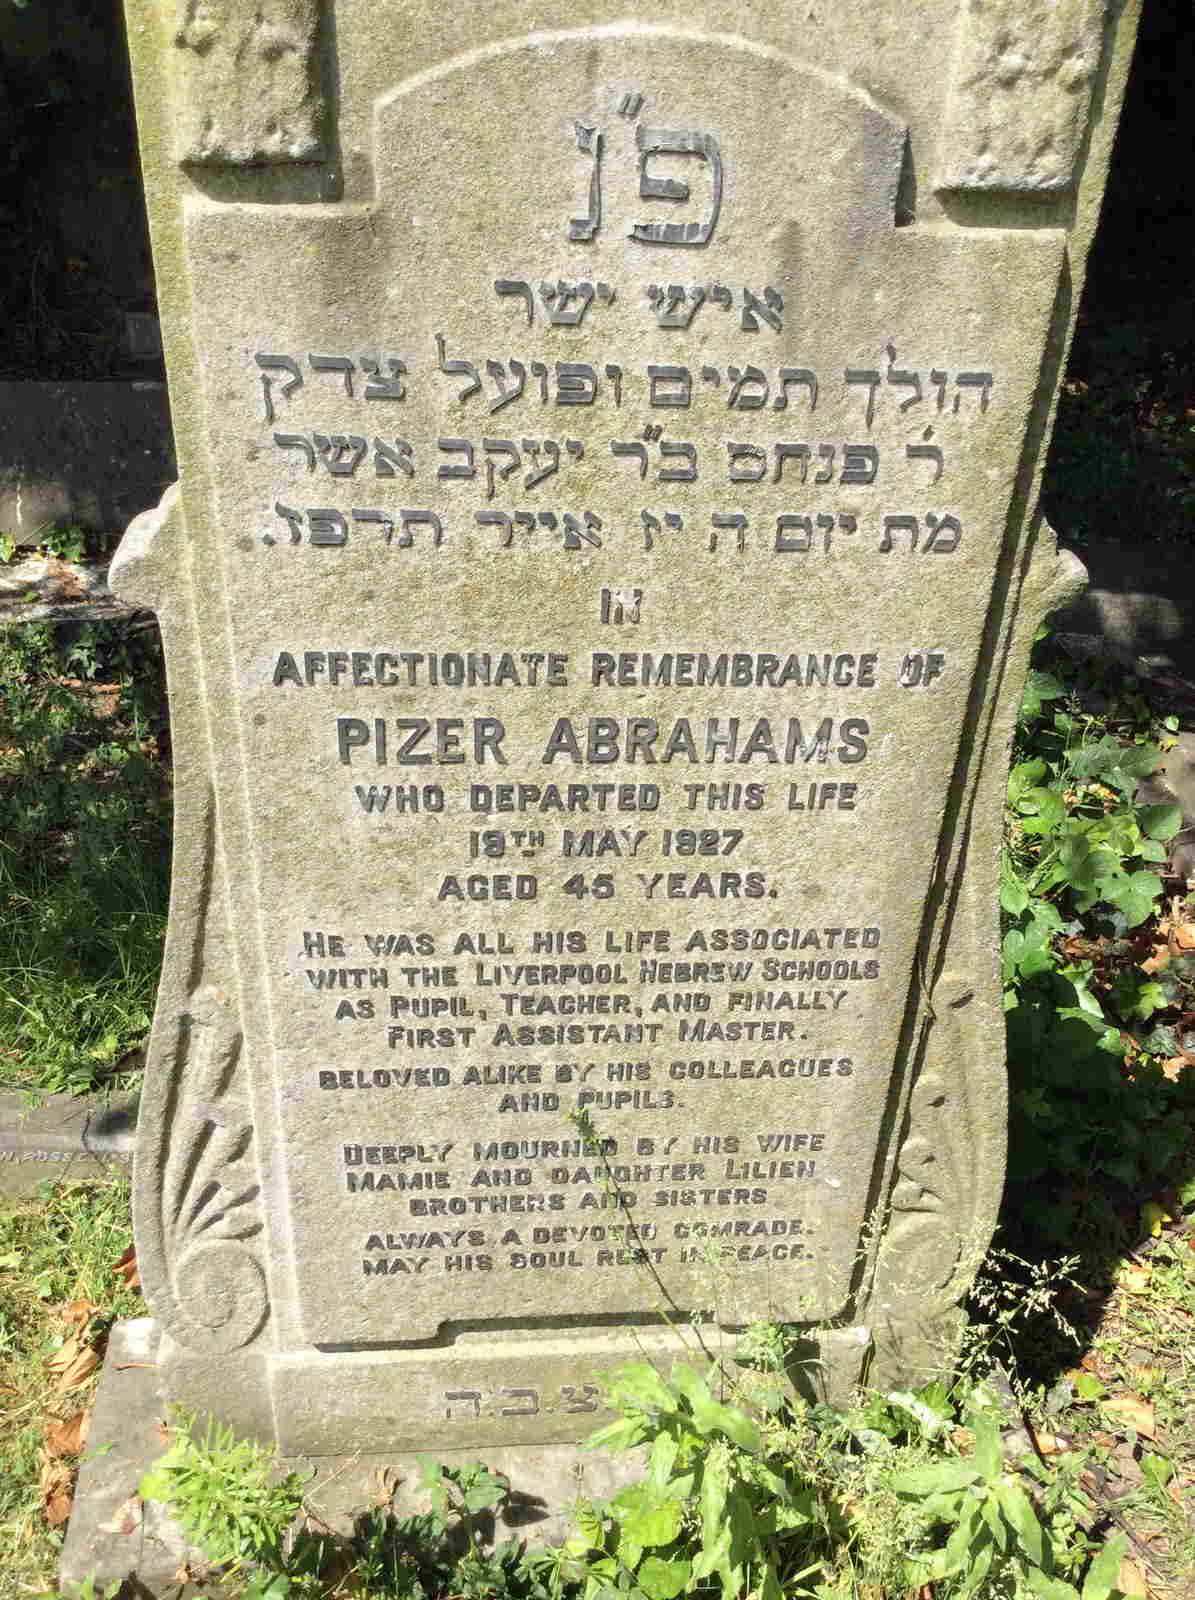 פ"נ
איש ישר
הולך תמים ופועל צדק
ר' פנחס ב"ר יעקב אשר
מת יום ה יז אייר תרפז.
IN
AFFECTIONATE REMEMBRANCE OF
PIZER ABRAHAMS
WHO DEPARTED THIS LIFE
19TH MAY 1927
AGED 45 YEARS.
HE WAS ALL HIS LIFE ASSOCIATED
WITH THE LIVERPOOL HEBREW SCHOOLS
AS PUPIL, TEACHER, AND FINALLY
FIRST ASSISTANT MASTER.
BELOVED ALIKE BY HIS COLLEAGUES
AND PUPILS.
DEEPLY MOURNED BY HIS WIFE
MAMIE AND DAUGHTER LILIEN
BROTHERS AND SISTERS
ALWAYS A DEVOTED COMRADE.
MAY HIS SOUL REST IN PEACE.
צ.ב.ה